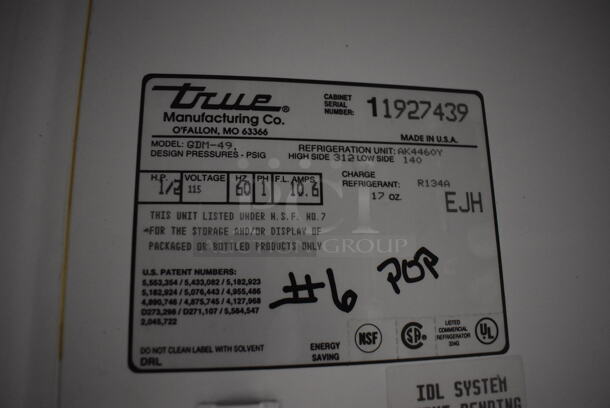 true®
Manufacturing Co.
O'FALLON, MO 63366
CABINET
SERIAL
NUMBER:
11927439
MADE IN U.S.A.
MODEL: GDM-49,
REFRIGERATION UNIT: AK4460Y
DESIGN PRESSURES - PSIG HIGH SIDE 312 LOW SIDE 140
H.P. 1/2 VOLTAGE 115 HZ 60 PH 1 F.L. AMPS 10.6
CHARGE
REFRIGERANT: R134A
17 OZ.
EJH
THIS UNIT LISTED UNDER N.S.F. NO.7
FOR THE STORAGE AND/OR DISPLAY OF
PACKAGED OR BOTTLED PRODUCTS ONLY
GROUP
U.S. PATENT NUMBERS:
5,553,354 / 5,433,082 / 5,182,923
5,182,924 / 5,076,443 / 4,955,486
4,890,746 / 4,875,745 / 4,127,968
D273,296 / D271,107 / 5,584,547
2,045,722
#6 POP
DO NOT CLEAN LABEL WITH SOLVENT
DRL
ENERGY
SAVING
NSF
SA
LISTED
COMMERCIAL
REFRIGERATOR
UL
IDL SYSTEM
PENDING